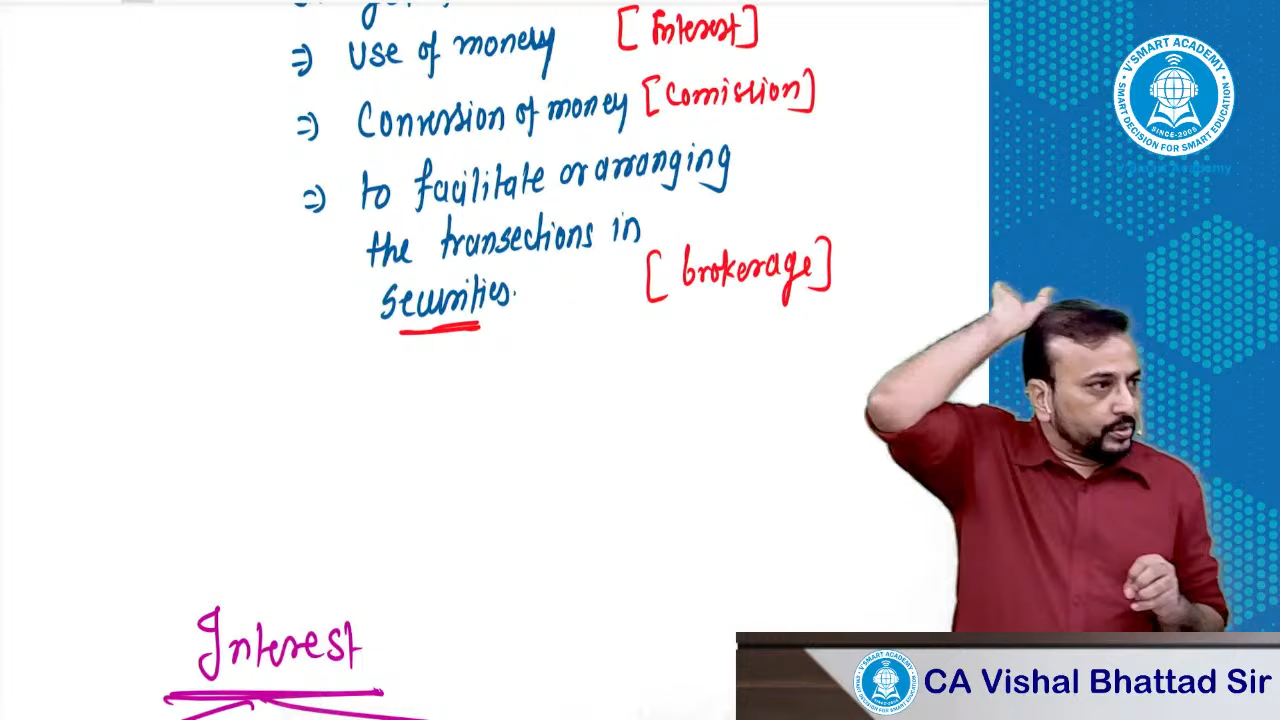 ⇒ Use of money [Interest]
⇒ Conversion of money [Comission]
⇒ to facilitate or arranging
the transections in
securities. [brokerage]
Interest
V'SMART ACADEMY
SINCE-2005
SMART DECISION FOR SMART EDUCATION
CA Vishal Bhattad Sir